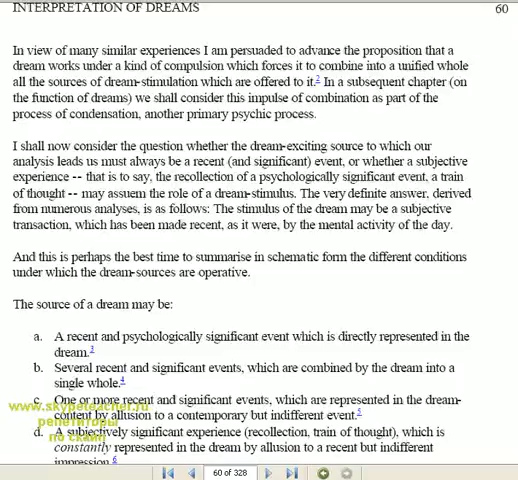 INTERPRETATION OF DREAMS 60
In view of many similar experiences I am persuaded to advance the proposition that a
dream works under a kind of compulsion which forces it to combine into a unified whole
all the sources of dream-stimulation which are offered to it.2 In a subsequent chapter (on
the function of dreams) we shall consider this impulse of combination as part of the
process of condensation, another primary psychic process.
I shall now consider the question whether the dream-exciting source to which our
analysis leads us must always be a recent (and significant) event, or whether a subjective
experience -- that is to say, the recollection of a psychologically significant event, a train
of thought -- may assuem the role of a dream-stimulus. The very definite answer, derived
from numerous analyses, is as follows: The stimulus of the dream may be a subjective
transaction, which has been made recent, as it were, by the mental activity of the day.
And this is perhaps the best time to summarise in schematic form the different conditions
under which the dream-sources are operative.
The source of a dream may be:
a. A recent and psychologically significant event which is directly represented in the
dream.3
b. Several recent and significant events, which are combined by the dream into a
single whole.4
c. One or more recent and significant events, which are represented in the dream-
www.skypeteacher.ru
content by allusion to a contemporary but indifferent event.5
репетиторы
d. A subjectively significant experience (recollection, train of thought), which is
по скайп
constantly represented in the dream by allusion to a recent but indifferent
impression.6
60 of 328